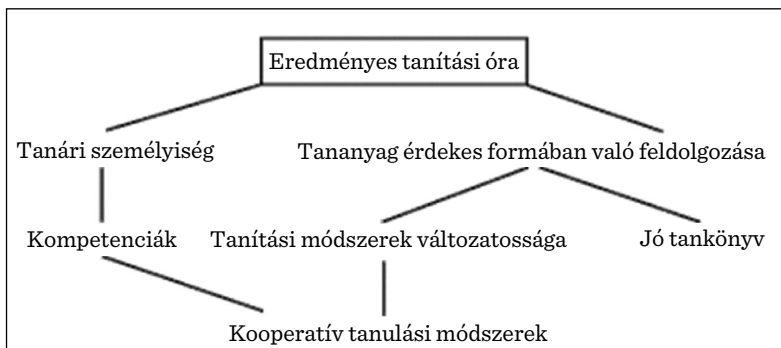 Eredményes tanítási óra
Tanári személyiség
Tananyag érdekes formában való feldolgozása
Kompetenciák
Tanítási módszerek változatossága
Jó tankönyv
Kooperatív tanulási módszerek